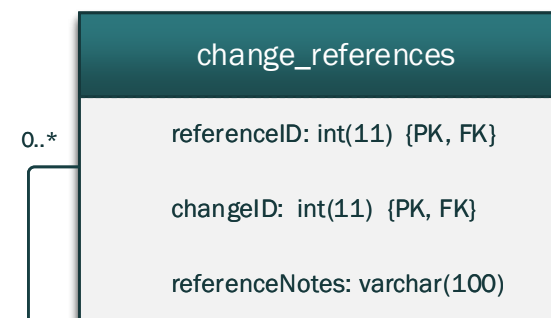 change_references
0..*
referenceID: int(11) {PK, FK}
changeID: int(11) {PK, FK}
referenceNotes: varchar(100)